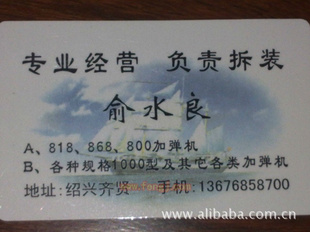 专业经营 负责拆装
俞水良
A、818、868、800加弹机
B、各种规格1000型及其它各类加弹机
地址:绍兴齐贤 手机:13676858700
alibaba.com.cn